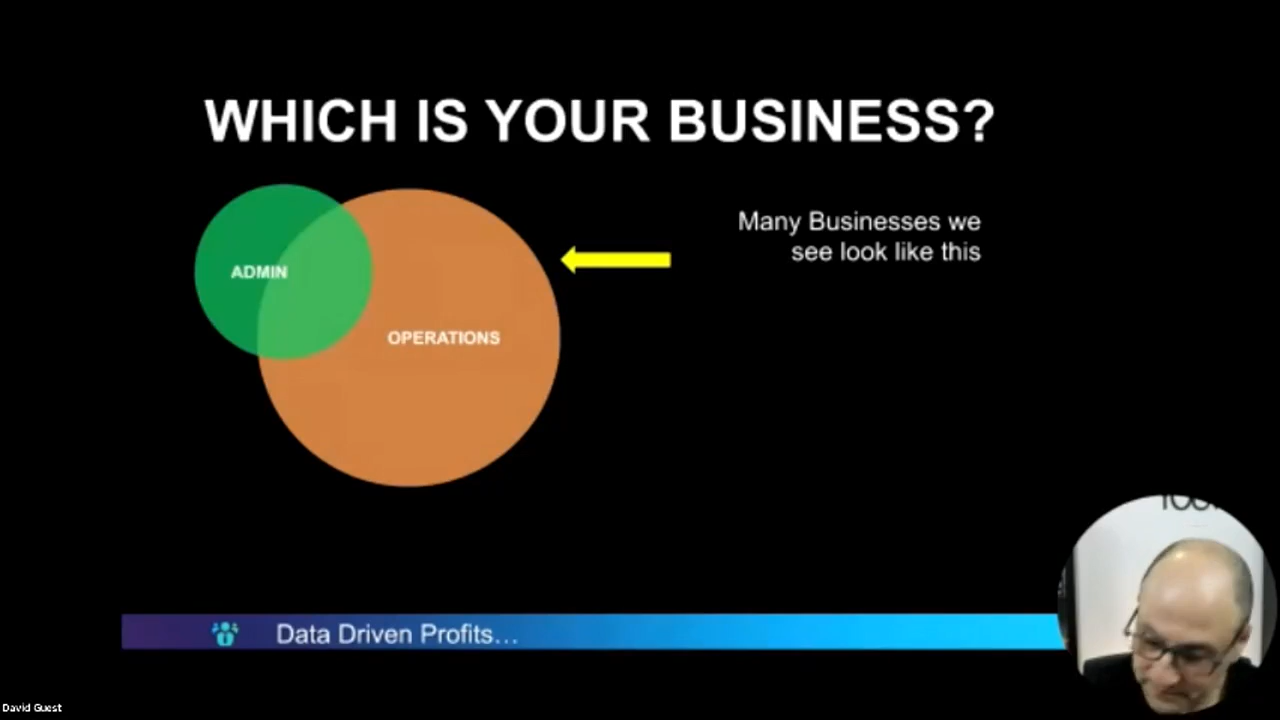 WHICH IS YOUR BUSINESS?
Many Businesses we
see look like this
ADMIN
OPERATIONS
Data Driven Profits...
David Guest